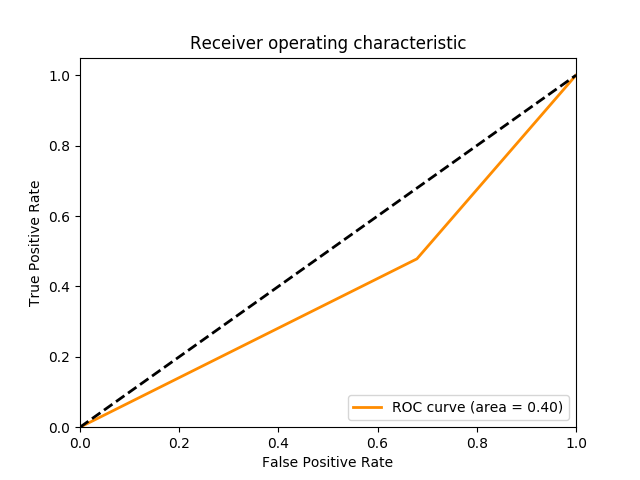 Receiver operating characteristic
True Positive Rate
1.0
0.8
0.6
0.4
0.2
0.0
ROC curve (area = 0.40)
0.0 0.2 0.4 0.6 0.8 1.0
False Positive Rate